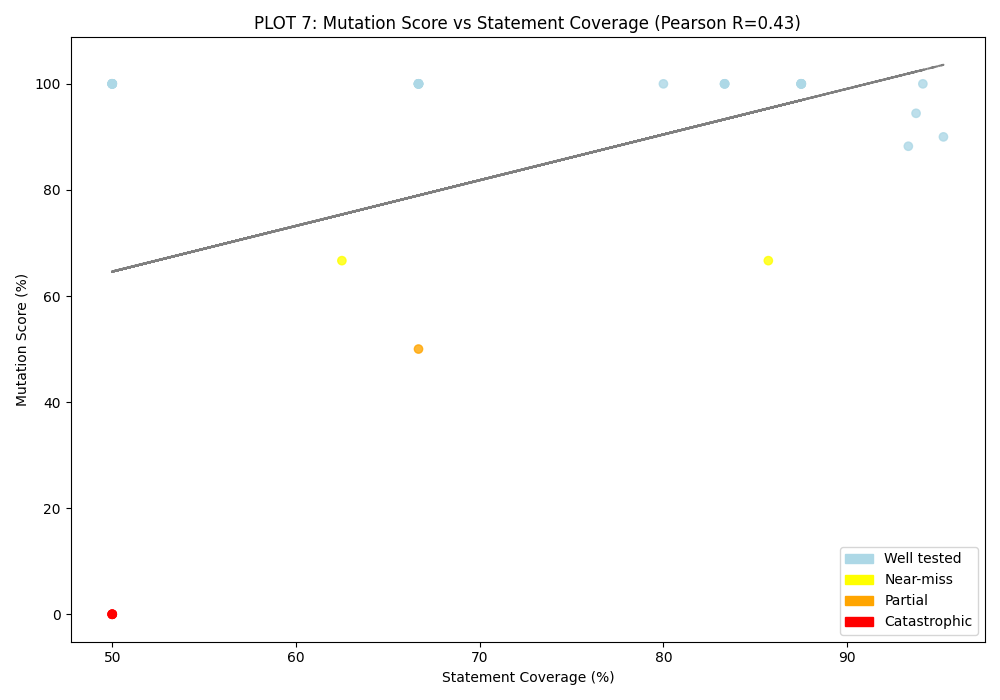 PLOT 7: Mutation Score vs Statement Coverage (Pearson R=0.43)
100
80
60
40
20
0
Mutation Score (%)
50 60 70 80 90
Statement Coverage (%)
Well tested
Near-miss
Partial
Catastrophic